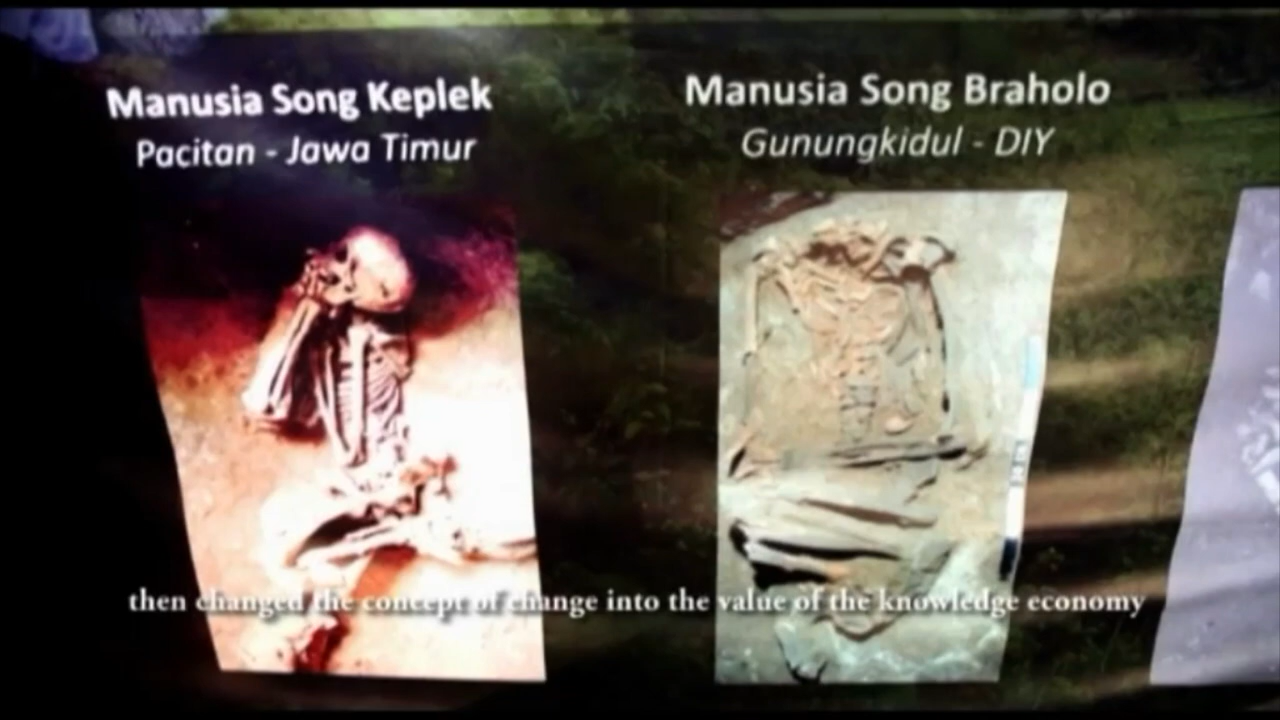 Manusia Song Keplek
Pacitan - Jawa Timur
Manusia Song Braholo
Gunungkidul - DIY
then changed the concept of change into the value of the knowledge economy